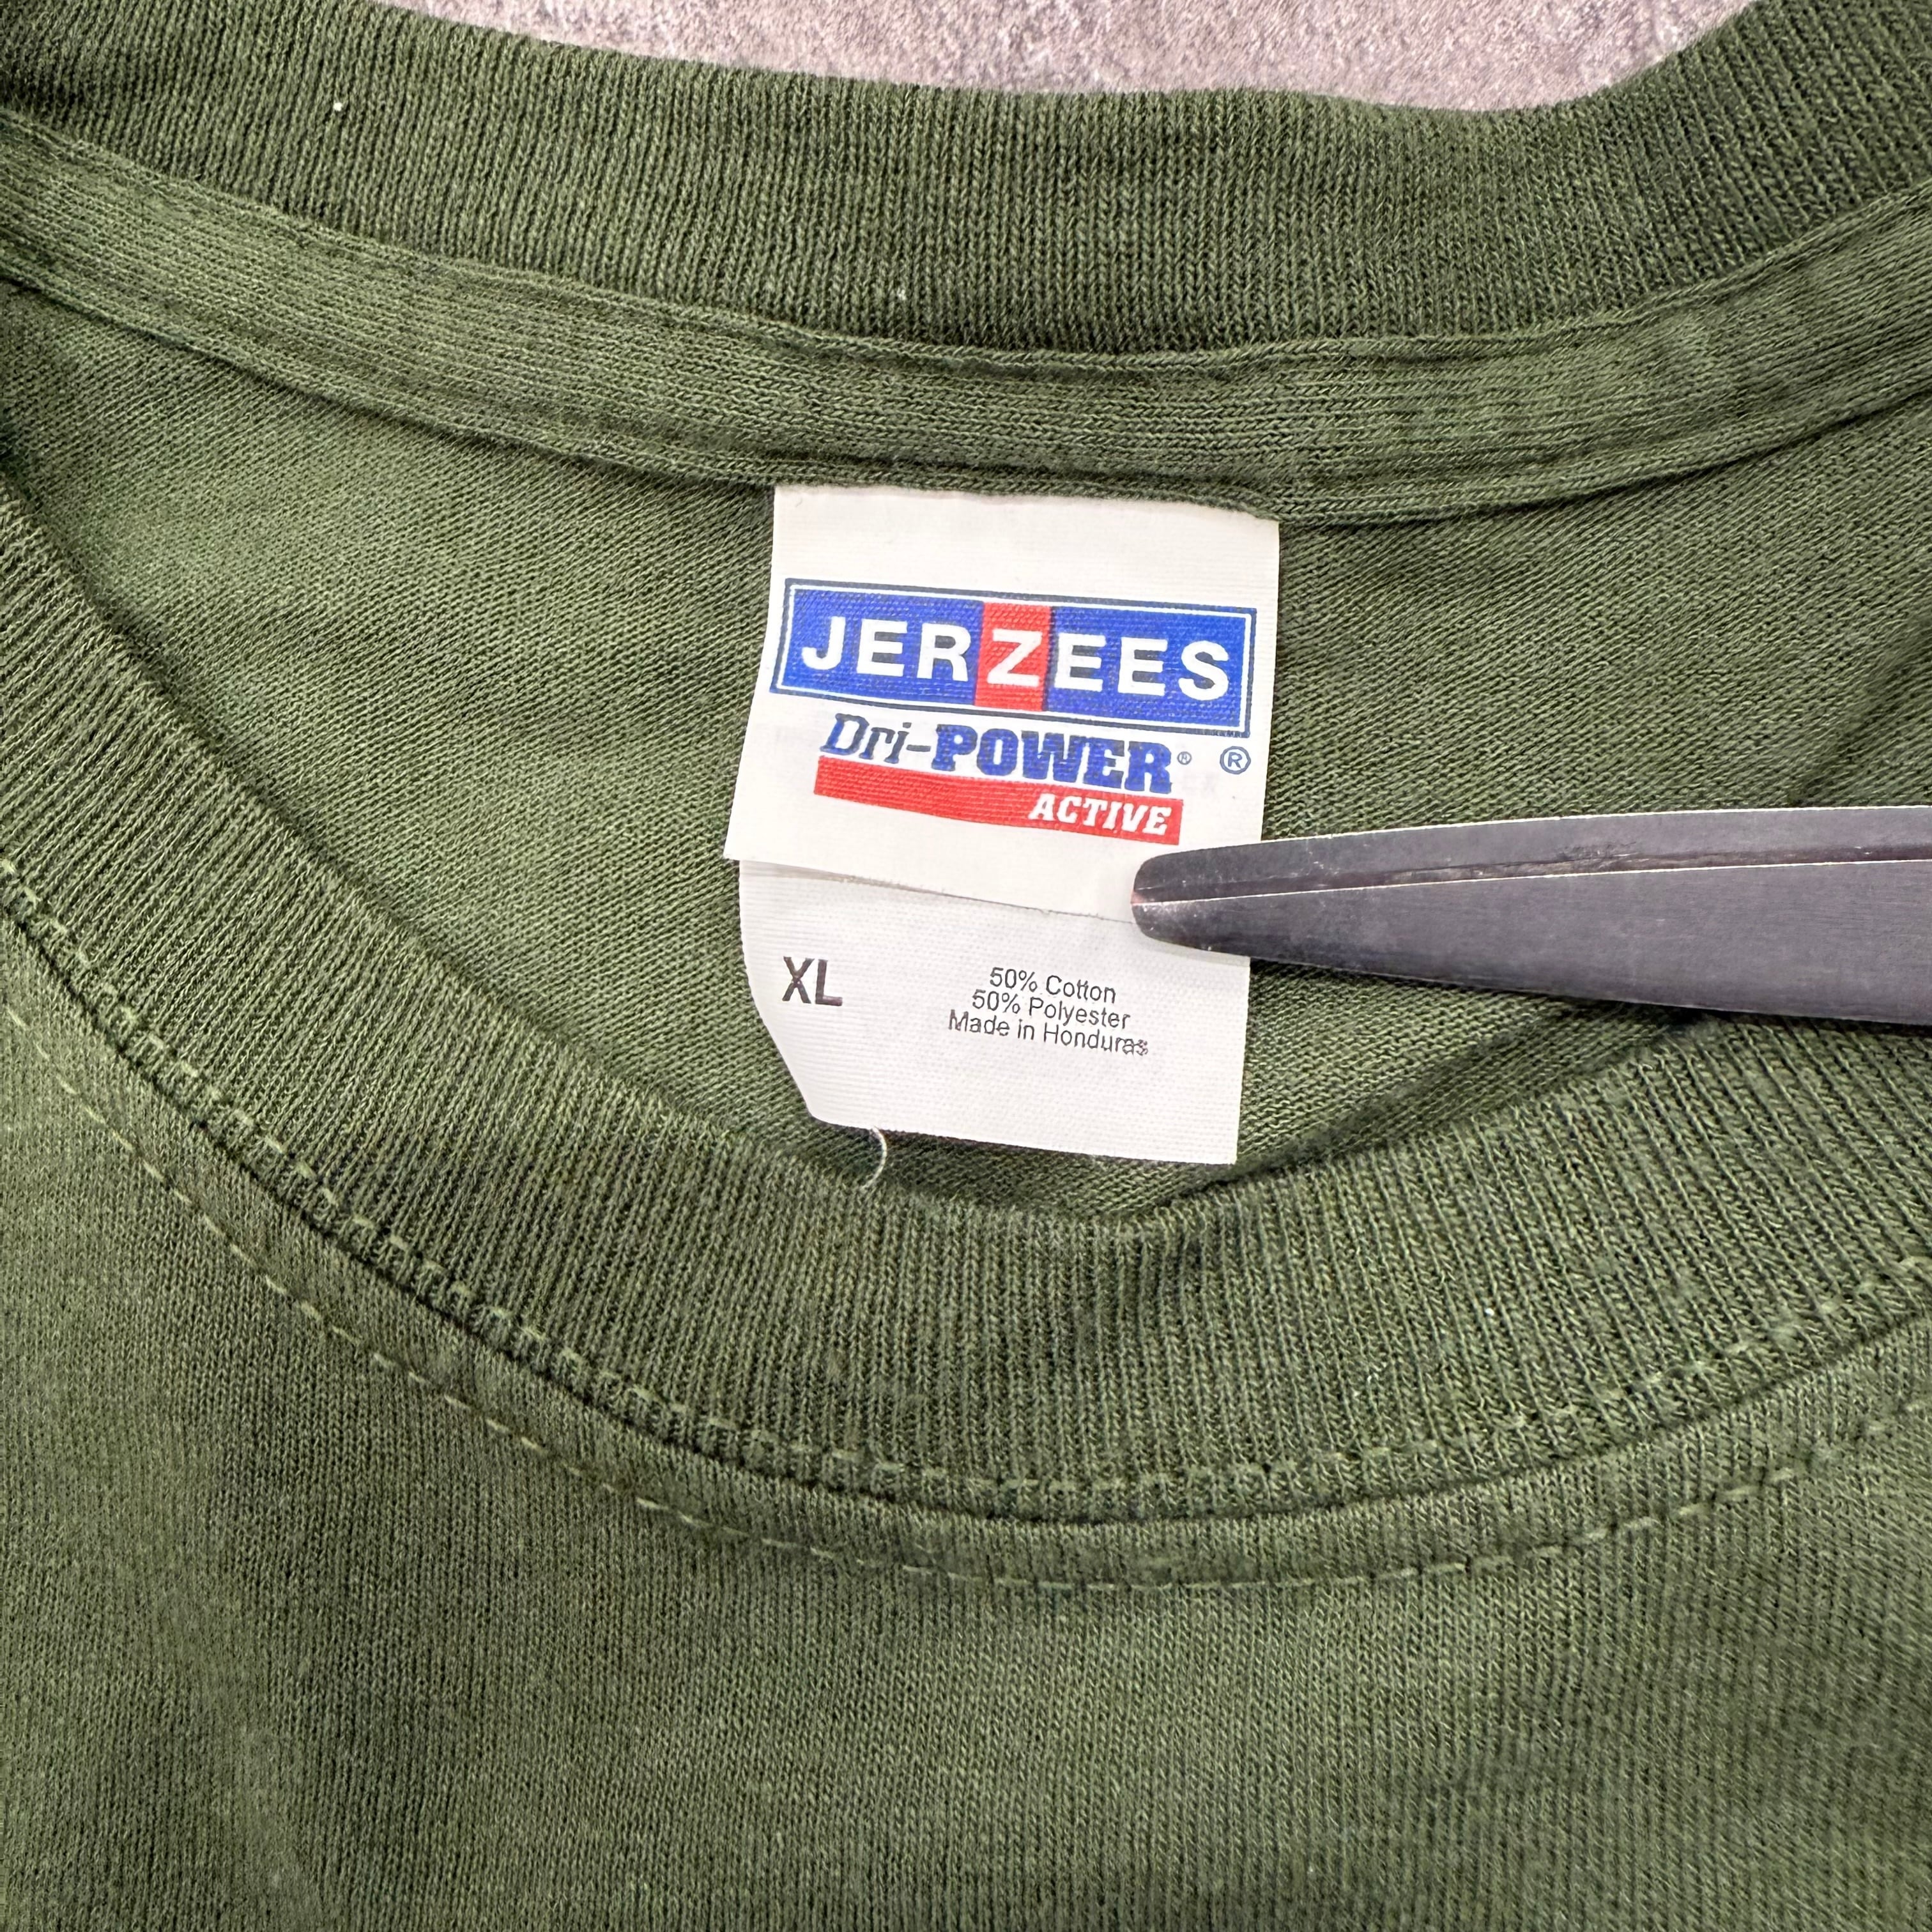 JERZEES
Dri-POWER® ®
ACTIVE
XL
50% Cotton
50% Polyester
Made in Honduras